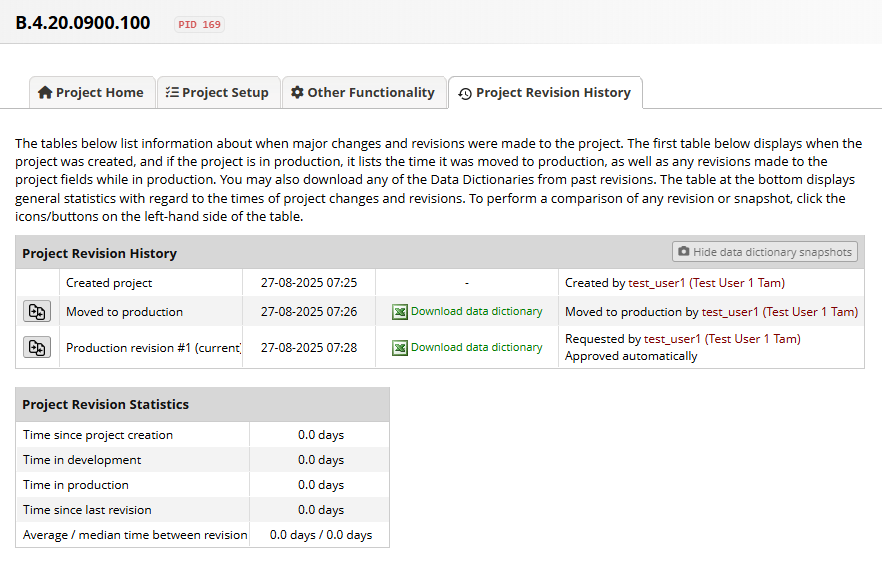 B.4.20.0900.100 PID 169
Project Home Project Setup Other Functionality Project Revision History
The tables below list information about when major changes and revisions were made to the project. The first table below displays when the
project was created, and if the project is in production, it lists the time it was moved to production, as well as any revisions made to the
project fields while in production. You may also download any of the Data Dictionaries from past revisions. The table at the bottom displays
general statistics with regard to the times of project changes and revisions. To perform a comparison of any revision or snapshot, click the
icons/buttons on the left-hand side of the table.
Project Revision History Hide data dictionary snapshots
Created project 27-08-2025 07:25 - Created by test_user1 (Test User 1 Tam)
Moved to production 27-08-2025 07:26 Download data dictionary Moved to production by test_user1 (Test User 1 Tam)
Production revision #1 (current 27-08-2025 07:28 Download data dictionary Requested by test_user1 (Test User 1 Tam)
Approved automatically
Project Revision Statistics
Time since project creation 0.0 days
Time in development 0.0 days
Time in production 0.0 days
Time since last revision 0.0 days
Average / median time between revision 0.0 days / 0.0 days